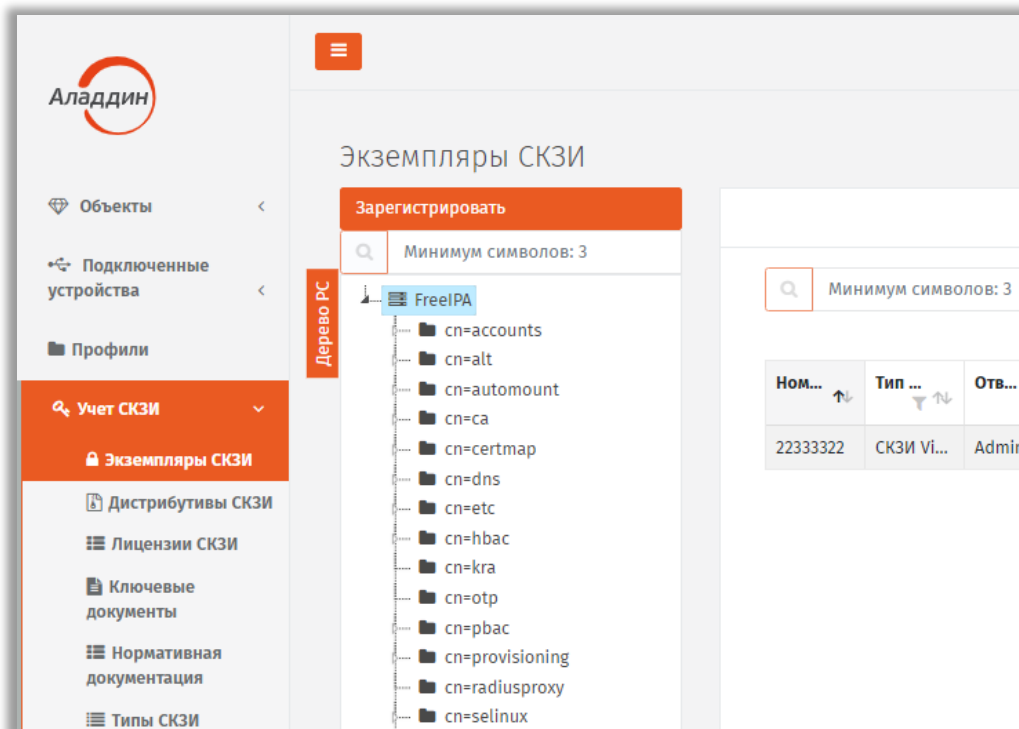 Аладдин
Объекты
Подключенные
устройства
Профили
Учет СКЗИ
Экземпляры СКЗИ
Дистрибутивы СКЗИ
Лицензии СКЗИ
Ключевые
документы
Нормативная
документация
Типы СКЗИ
Экземпляры СКЗИ
Зарегистрировать
Минимум символов: 3
Дерево РС
FreeIPA
cn=accounts
cn=alt
cn=automount
cn=ca
cn=certmap
cn=dns
cn=etc
cn=hbac
cn=kra
cn=otp
cn=pbac
cn=provisioning
cn=radiusproxy
cn=selinux
Минимум символов: 3
Ном... Тип ... Отв...
22333322 СКЗИ Vi... Admin